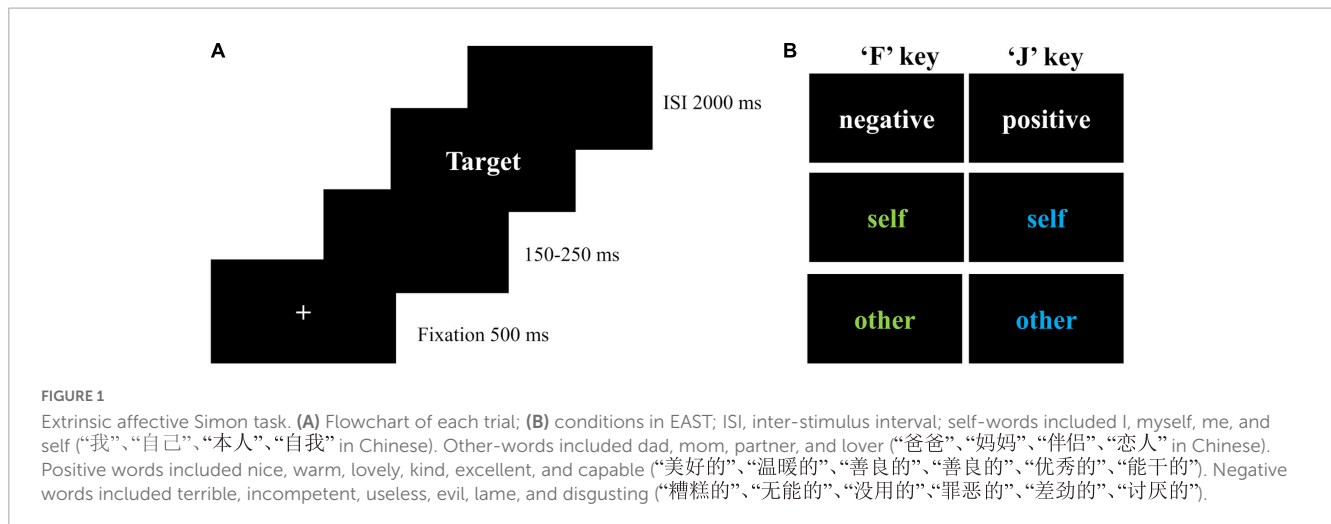 A
ISI 2000 ms
Target
150-250 ms
+
Fixation 500 ms
B
‘F’ key ‘J’ key
negative positive
self self
other other
FIGURE 1
Extrinsic affective Simon task. (A) Flowchart of each trial; (B) conditions in EAST; ISI, inter-stimulus interval; self-words included I, myself, me, and
self (“我”、“自己”、“本人”、“自我” in Chinese). Other-words included dad, mom, partner, and lover (“爸爸”、“妈妈”、“伴侣”、“恋人” in Chinese).
Positive words included nice, warm, lovely, kind, excellent, and capable (“美好的”、“温暖的”、“善良的”、“善良的”、“优秀的”、“能干的”). Negative
words included terrible, incompetent, useless, evil, lame, and disgusting (“糟糕的”、“无能的”、“没用的”、“罪恶的”、“差劲的”、“讨厌的”).